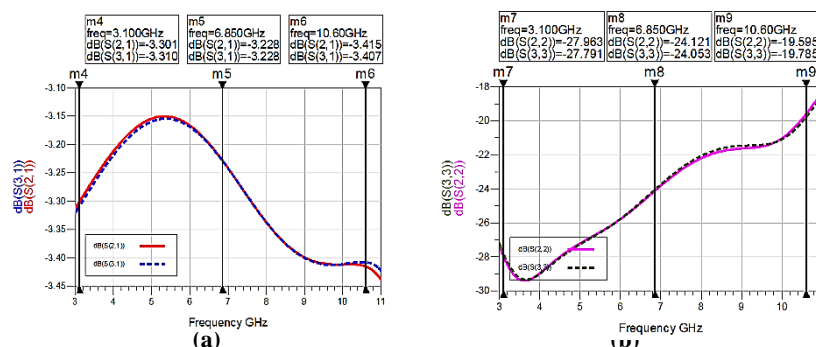 m4
freq=3.100GHz
dB(S(2,1))=-3.301
dB(S(3,1))=-3.310
m5
freq=6.850GHz
dB(S(2,1))=-3.228
dB(S(3,1))=-3.228
m6
freq=10.60GHz
dB(S(2,1))=-3.415
dB(S(3,1))=-3.407
m4
m5
m6
-3.10
-3.15
-3.20
-3.25
-3.30
-3.35
-3.40
-3.45
dB(S(3,1))
dB(S(2,1))
dB(S(2,1))
dB(S(3,1))
3 4 5 6 7 8 9 10 11
Frequency GHz
(a)
m7
freq=3.100GHz
dB(S(2,2))=-27.963
dB(S(3,3))=-27.791
m8
freq=6.850GHz
dB(S(2,2))=-24.121
dB(S(3,3))=-24.053
m9
freq=10.60GHz
dB(S(2,2))=-19.595
dB(S(3,3))=-19.785
m7
m8
m9
-18
-20
-22
-24
-26
-28
-30
dB(S(3,3))
dB(S(2,2))
dB(S(2,2))
dB(S(3,3))
3 4 5 6 7 8 9 10
Frequency GHz